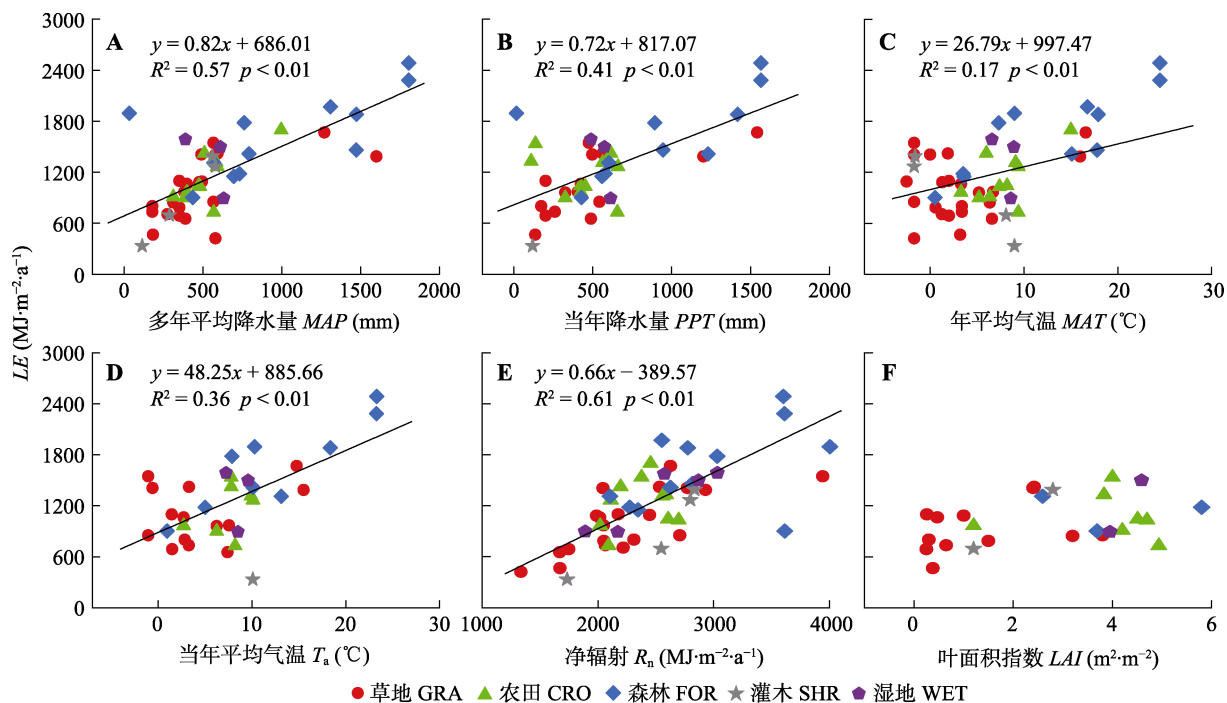 LE (MJ·m⁻²·a⁻¹)
3000
2400
1800
1200
600
0
A
y = 0.82x + 686.01
R² = 0.57 p < 0.01
0 500 1000 1500 2000
多年平均降水量 MAP (mm)
B
y = 0.72x + 817.07
R² = 0.41 p < 0.01
0 500 1000 1500 2000
当年降水量 PPT (mm)
C
y = 26.79x + 997.47
R² = 0.17 p < 0.01
0 10 20 30
年平均气温 MAT (℃)
3000
2400
1800
1200
600
0
D
y = 48.25x + 885.66
R² = 0.36 p < 0.01
0 10 20 30
当年平均气温 Tₐ (℃)
E
y = 0.66x − 389.57
R² = 0.61 p < 0.01
1000 2000 3000 4000
净辐射 Rₙ (MJ·m⁻²·a⁻¹)
F
0 2 4 6
叶面积指数 LAI (m²·m⁻²)
草地 GRA 农田 CRO 森林 FOR 灌木 SHR 湿地 WET